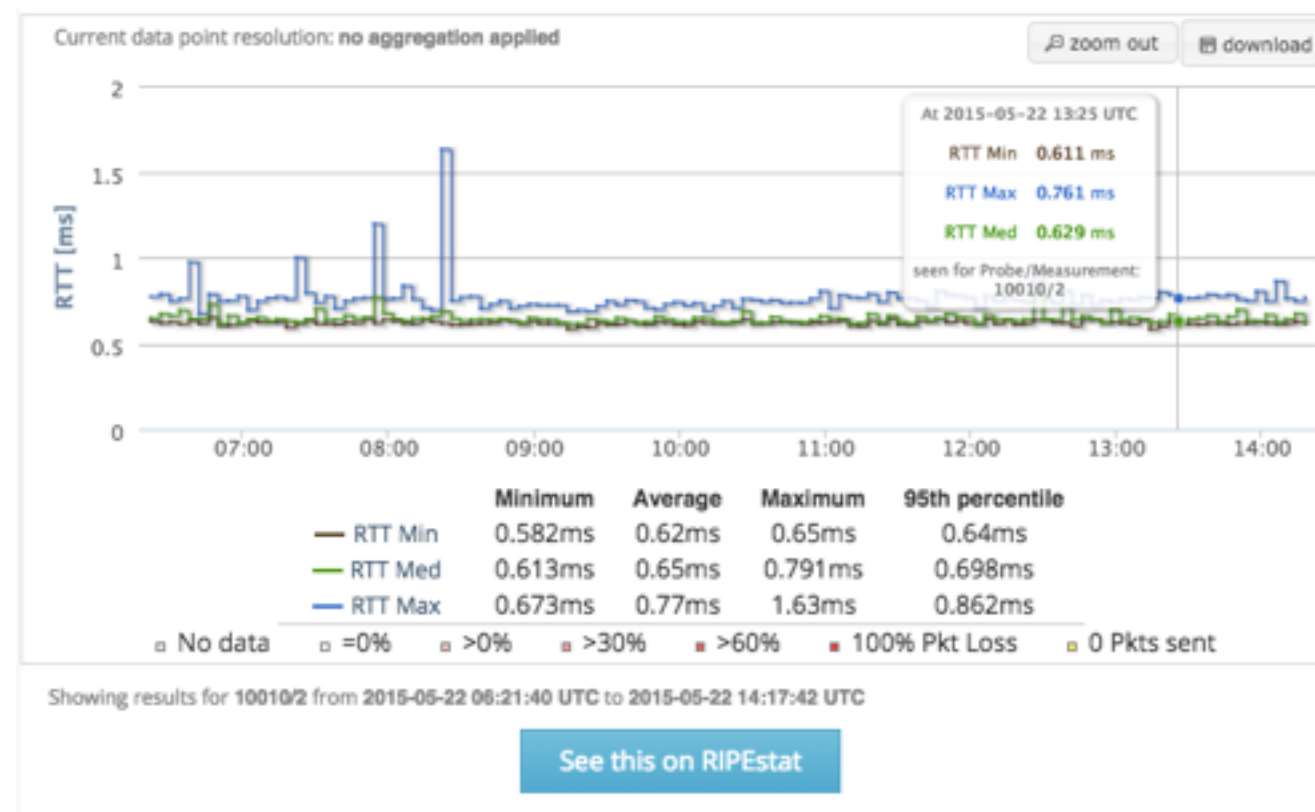 Current data point resolution: no aggregation applied
zoom out
download
2
1.5
1
0.5
0
RTT [ms]
At 2015-05-22 13:25 UTC
RTT Min 0.611 ms
RTT Max 0.761 ms
RTT Med 0.629 ms
seen for Probe/Measurement:
10010/2
07:00 08:00 09:00 10:00 11:00 12:00 13:00 14:00
Minimum Average Maximum 95th percentile
RTT Min 0.582ms 0.62ms 0.65ms 0.64ms
RTT Med 0.613ms 0.65ms 0.791ms 0.698ms
RTT Max 0.673ms 0.77ms 1.63ms 0.862ms
No data =0% >0% >30% >60% 100% Pkt Loss 0 Pkts sent
Showing results for 10010/2 from 2015-05-22 06:21:40 UTC to 2015-05-22 14:17:42 UTC
See this on RIPEstat